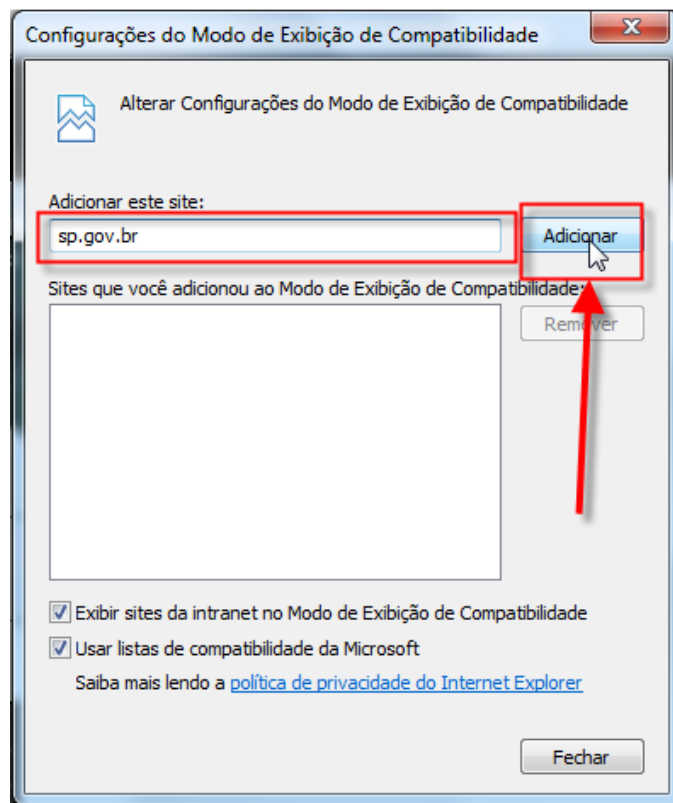 Configurações do Modo de Exibição de Compatibilidade
Alterar Configurações do Modo de Exibição de Compatibilidade
Adicionar este site:
sp.gov.br
Adicionar
Sites que você adicionou ao Modo de Exibição de Compatibilidade:
Remover
Exibir sites da intranet no Modo de Exibição de Compatibilidade
Usar listas de compatibilidade da Microsoft
Saiba mais lendo a política de privacidade do Internet Explorer
Fechar